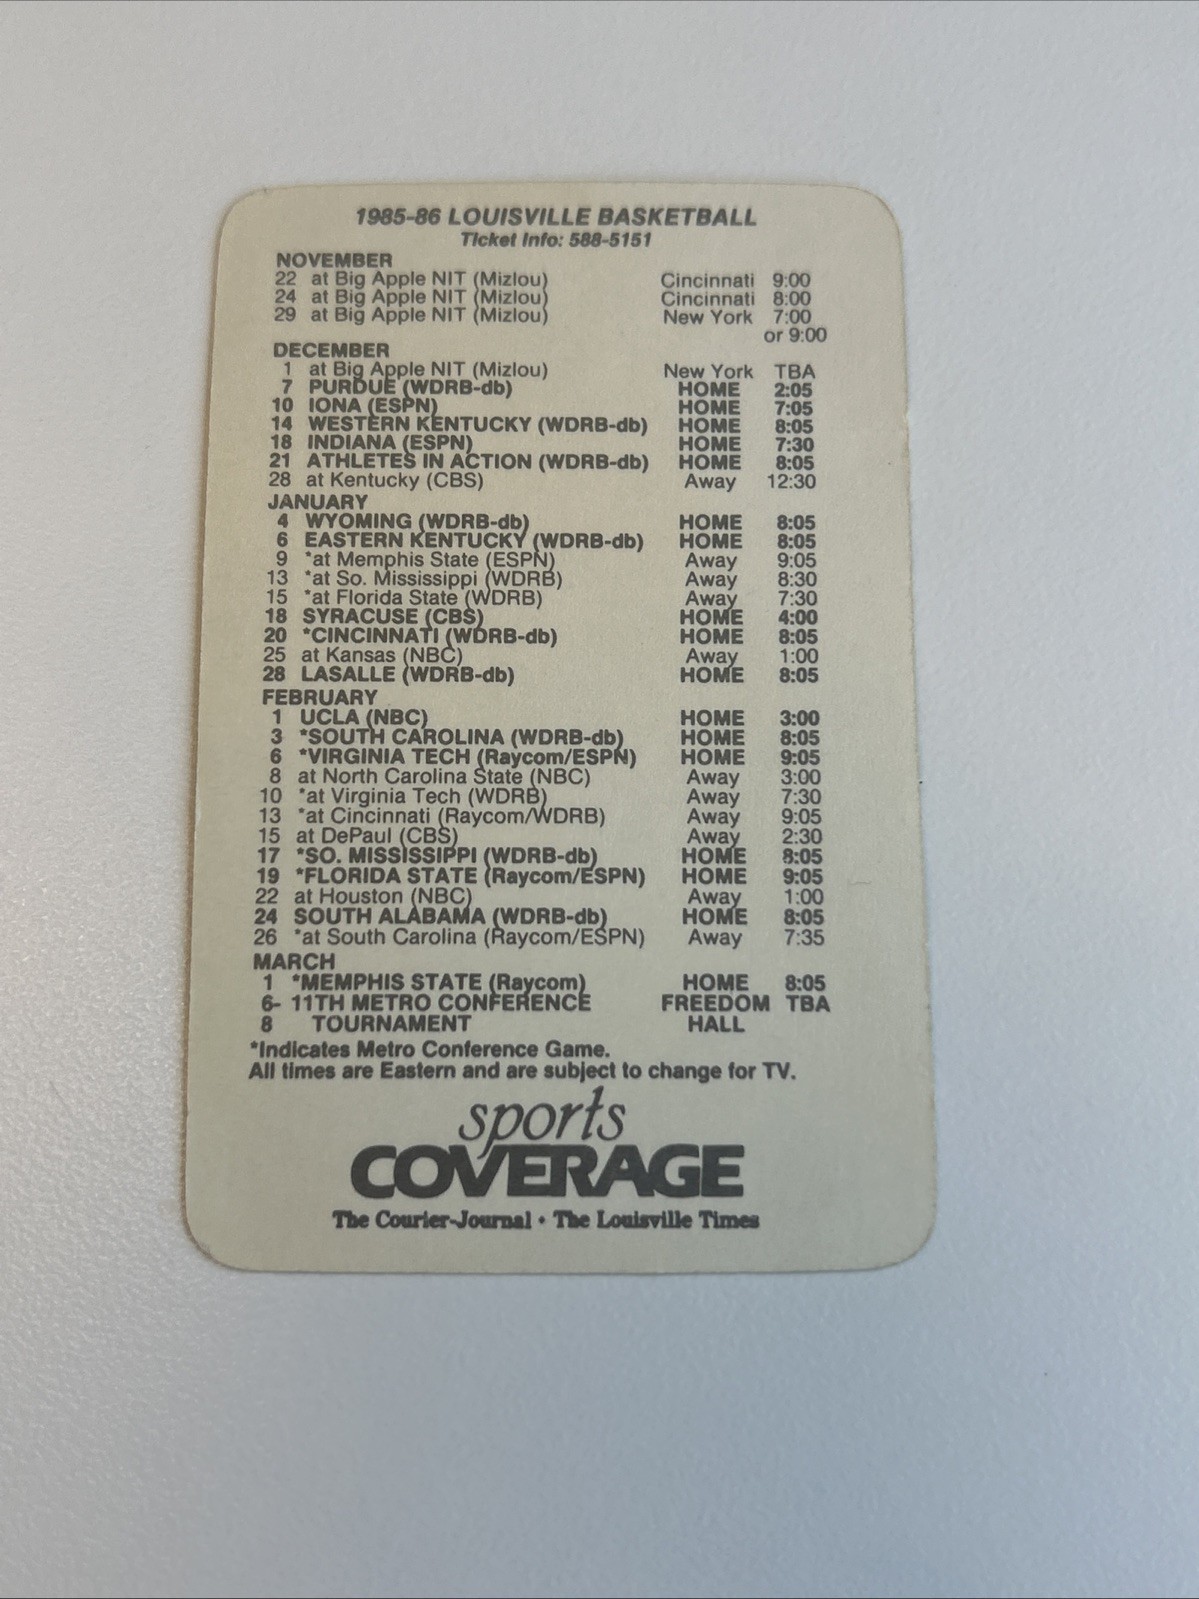 1985-86 LOUISVILLE BASKETBALL
Ticket Info: 588-5151
NOVEMBER
22 at Big Apple NIT (Mizlou) Cincinnati 9:00
24 at Big Apple NIT (Mizlou) Cincinnati 8:00
29 at Big Apple NIT (Mizlou) New York 7:00
or 9:00
DECEMBER
1 at Big Apple NIT (Mizlou) New York TBA
7 PURDUE (WDRB-db) HOME 2:05
10 IONA (ESPN) HOME 7:05
14 WESTERN KENTUCKY (WDRB-db) HOME 8:05
18 INDIANA (ESPN) HOME 7:30
21 ATHLETES IN ACTION (WDRB-db) HOME 8:05
28 at Kentucky (CBS) Away 12:30
JANUARY
4 WYOMING (WDRB-db) HOME 8:05
6 EASTERN KENTUCKY (WDRB-db) HOME 8:05
9 *at Memphis State (ESPN) Away 9:05
13 *at So. Mississippi (WDRB) Away 8:30
15 *at Florida State (WDRB) Away 7:30
18 SYRACUSE (CBS) HOME 4:00
20 *CINCINNATI (WDRB-db) HOME 8:05
25 at Kansas (NBC) Away 1:00
28 LASALLE (WDRB-db) HOME 8:05
FEBRUARY
1 UCLA (NBC) HOME 3:00
3 *SOUTH CAROLINA (WDRB-db) HOME 8:05
6 *VIRGINIA TECH (Raycom/ESPN) HOME 9:05
8 at North Carolina State (NBC) Away 3:00
10 *at Virginia Tech (WDRB) Away 7:30
13 *at Cincinnati (Raycom/WDRB) Away 9:05
15 at DePaul (CBS) Away 2:30
17 *SO. MISSISSIPPI (WDRB-db) HOME 8:05
19 *FLORIDA STATE (Raycom/ESPN) HOME 9:05
22 at Houston (NBC) Away 1:00
24 SOUTH ALABAMA (WDRB-db) HOME 8:05
26 *at South Carolina (Raycom/ESPN) Away 7:35
MARCH
1 *MEMPHIS STATE (Raycom) HOME 8:05
6- 11TH METRO CONFERENCE FREEDOM TBA
8 TOURNAMENT HALL
*Indicates Metro Conference Game.
All times are Eastern and are subject to change for TV.
sports
COVERAGE
The Courier-Journal • The Louisville Times